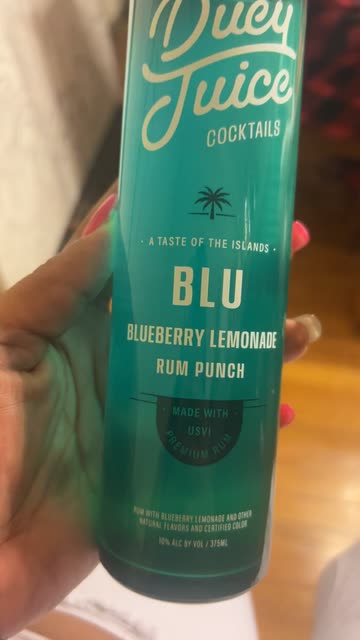 Ducy
Juice
COCKTAILS
· A TASTE OF THE ISLANDS ·
BLU
BLUEBERRY LEMONADE
RUM PUNCH
· MADE WITH ·
USVI
PREMIUM RUM
RUM WITH BLUEBERRY LEMONADE AND OTHER
NATURAL FLAVORS AND CERTIFIED COLOR
10% ALC BY VOL / 375ML